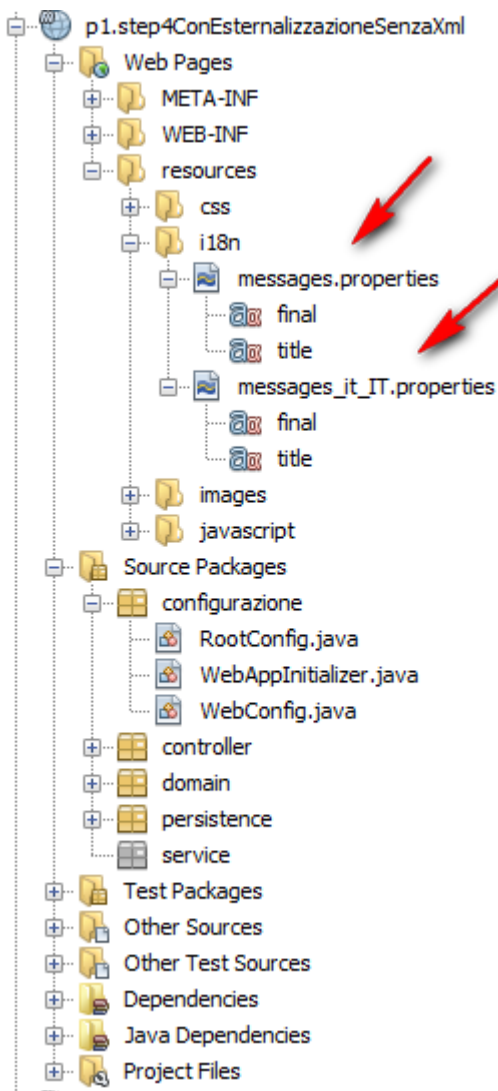 p1.step4ConEsternalizzazioneSenzaXml
Web Pages
META-INF
WEB-INF
resources
css
i18n
messages.properties
final
title
messages_it_IT.properties
final
title
images
javascript
Source Packages
configurazione
RootConfig.java
WebAppInitializer.java
WebConfig.java
controller
domain
persistence
service
Test Packages
Other Sources
Other Test Sources
Dependencies
Java Dependencies
Project Files